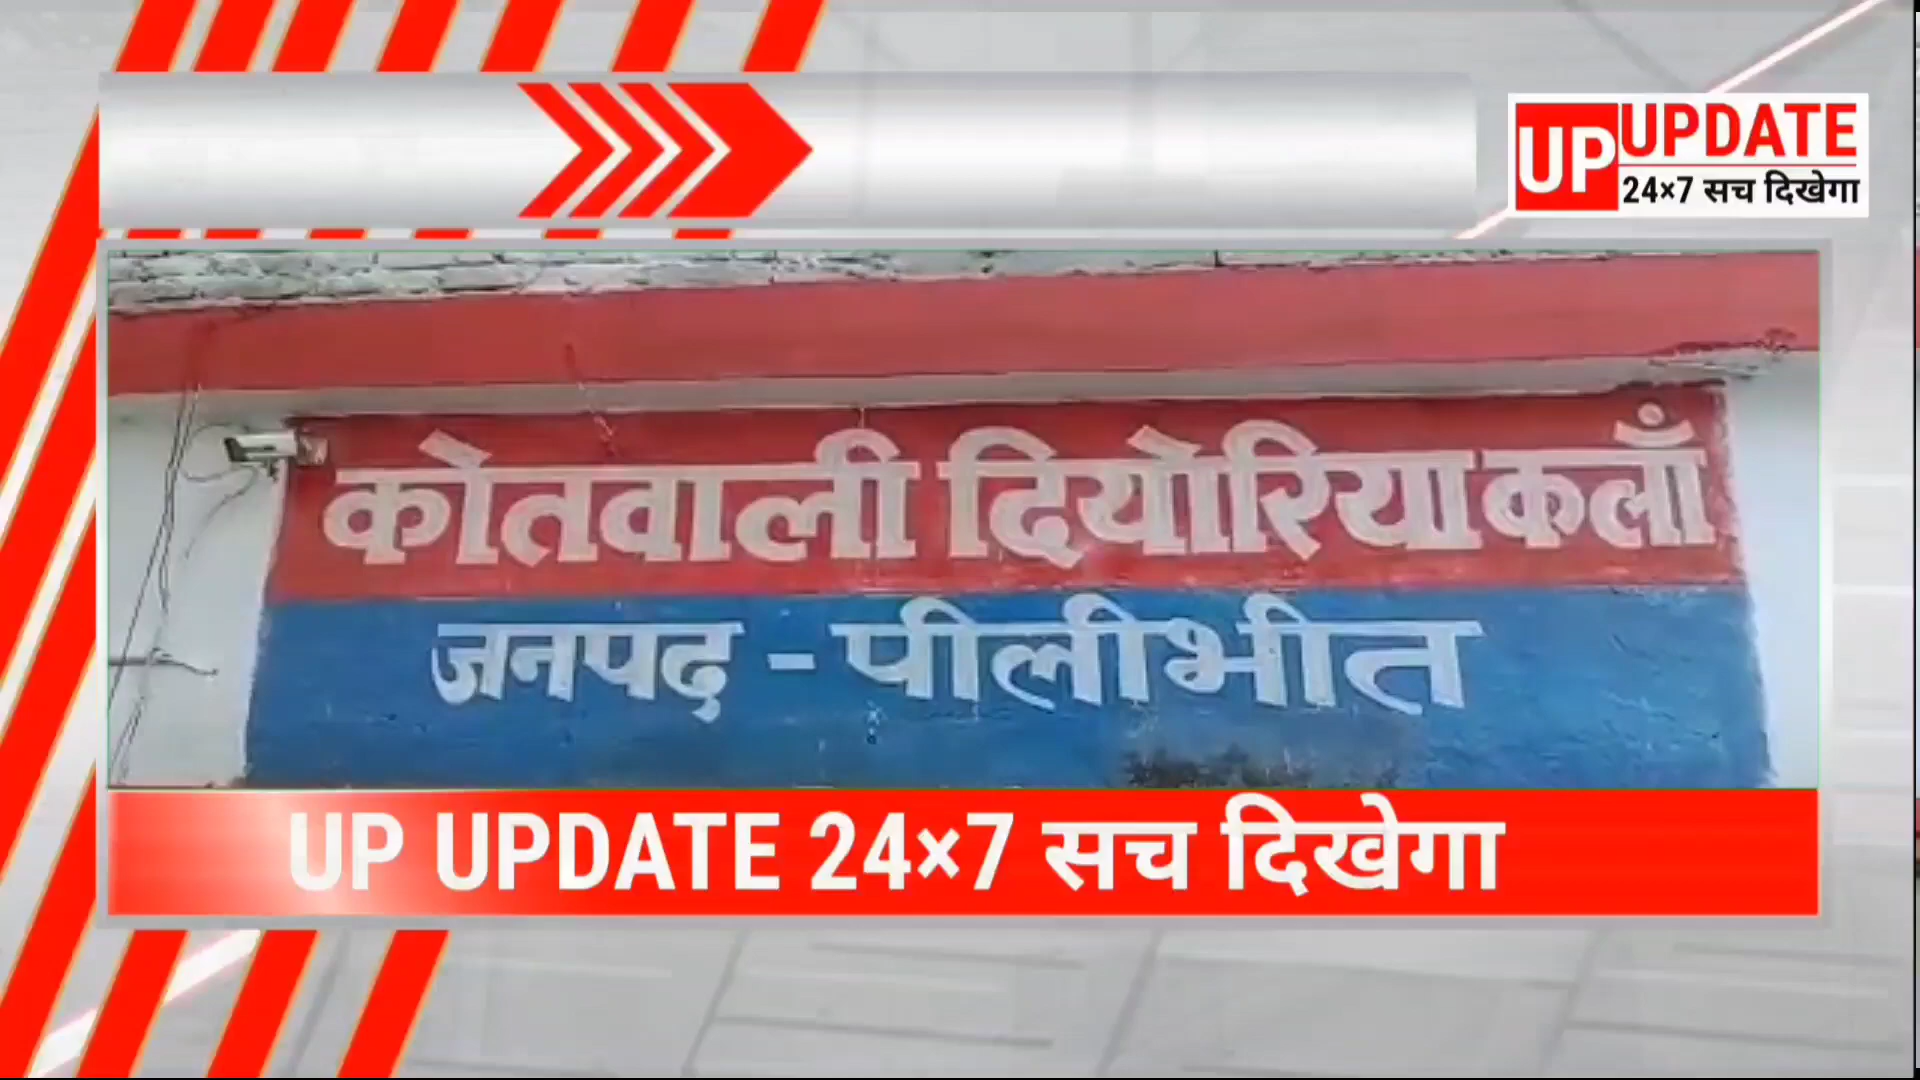 UP UPDATE
24×7 सच दिखेगा
कोतवाली दियोरिया कलाँ
जनपद - पीलीभीत
UP UPDATE 24×7 सच दिखेगा